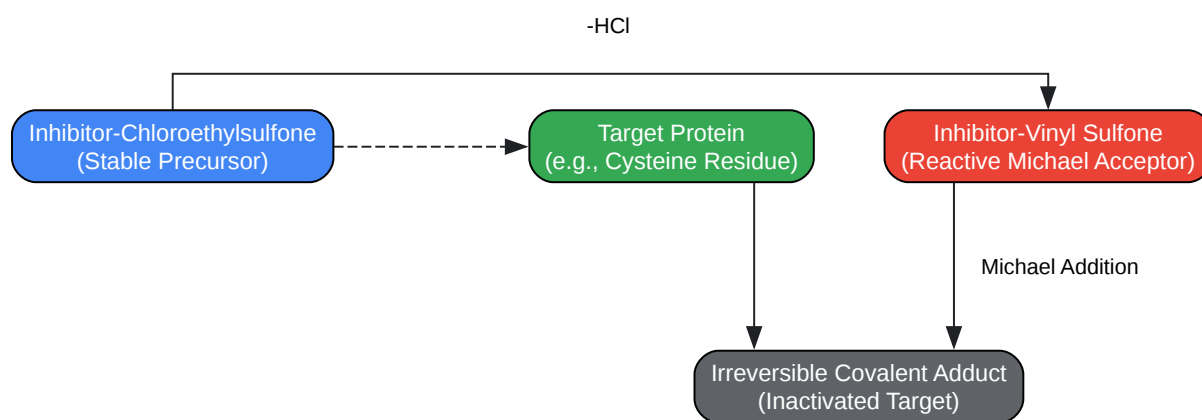 -HCl
Inhibitor-Chloroethylsulfone
(Stable Precursor)
Target Protein
(e.g., Cysteine Residue)
Inhibitor-Vinyl Sulfone
(Reactive Michael Acceptor)
Michael Addition
Irreversible Covalent Adduct
(Inactivated Target)